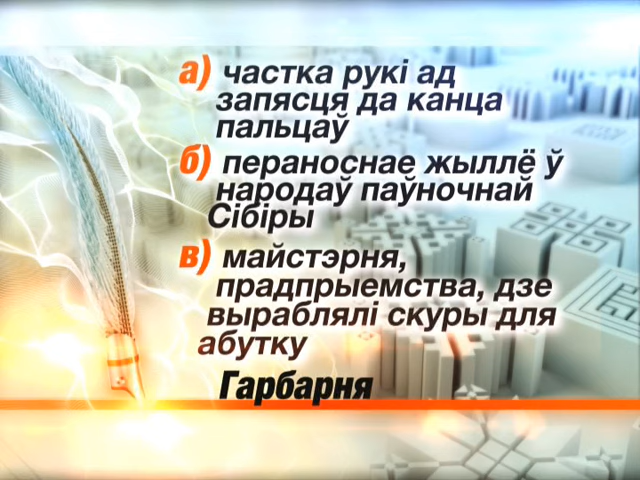 а) частка рукі ад
запясця да канца
пальцаў
б) пераноснае жыллё ў
народаў паўночнай
Сібіры
в) майстэрня,
прадпрыемства, дзе
выраблялі скуры для
абутку
Гарбарня